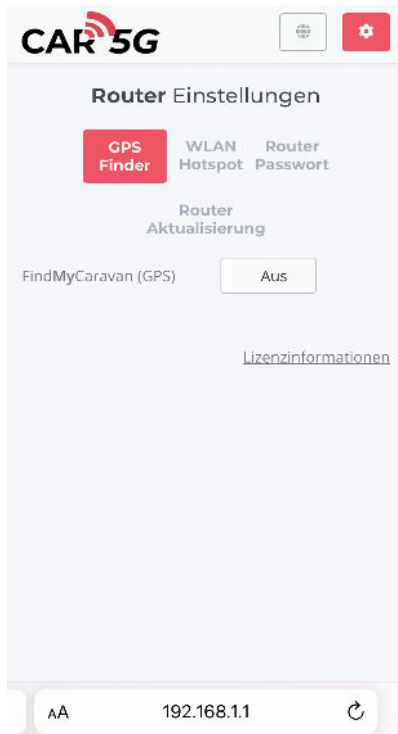 CAR 5G
Router Einstellungen
GPS
Finder
WLAN
Hotspot
Router
Passwort
Router
Aktualisierung
FindMyCaravan (GPS)
Aus
Lizenzinformationen
AA
192.168.1.1